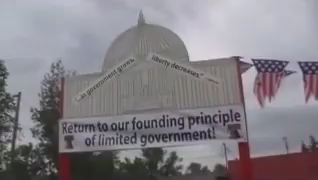 "...as government grows,
liberty decreases."
Return to our founding principle
of limited government!